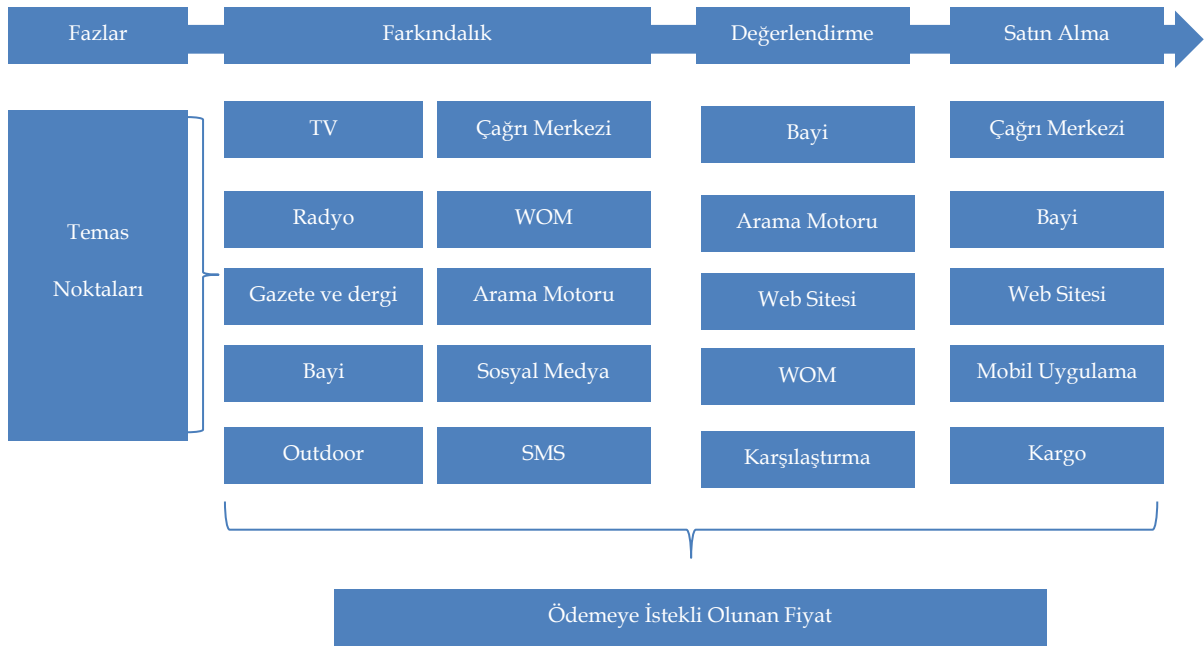 Fazlar
Farkındalık
Değerlendirme
Satın Alma
Temas
Noktaları
TV
Çağrı Merkezi
Bayi
Çağrı Merkezi
Radyo
WOM
Arama Motoru
Bayi
Gazete ve dergi
Arama Motoru
Web Sitesi
Web Sitesi
Bayi
Sosyal Medya
WOM
Mobil Uygulama
Outdoor
SMS
Karşılaştırma
Kargo
Ödemeye İstekli Olunan Fiyat